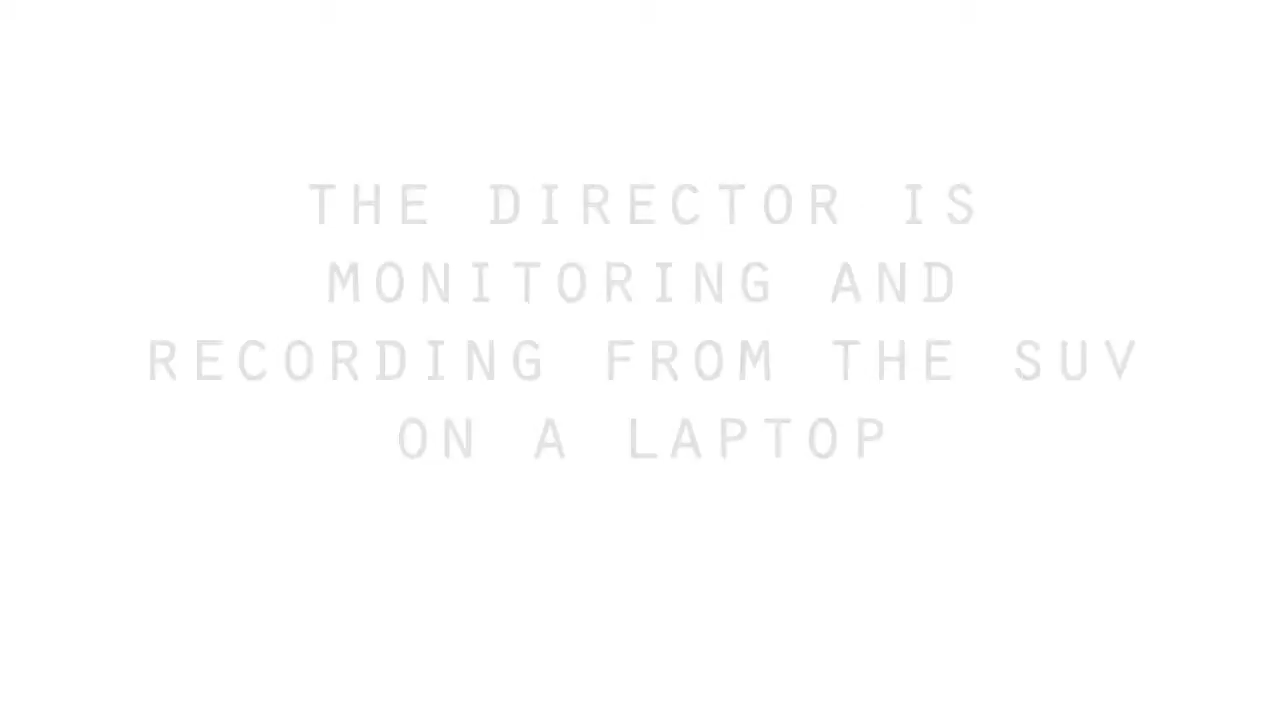 THE DIRECTOR IS
MONITORING AND
RECORDING FROM THE SUV
ON A LAPTOP